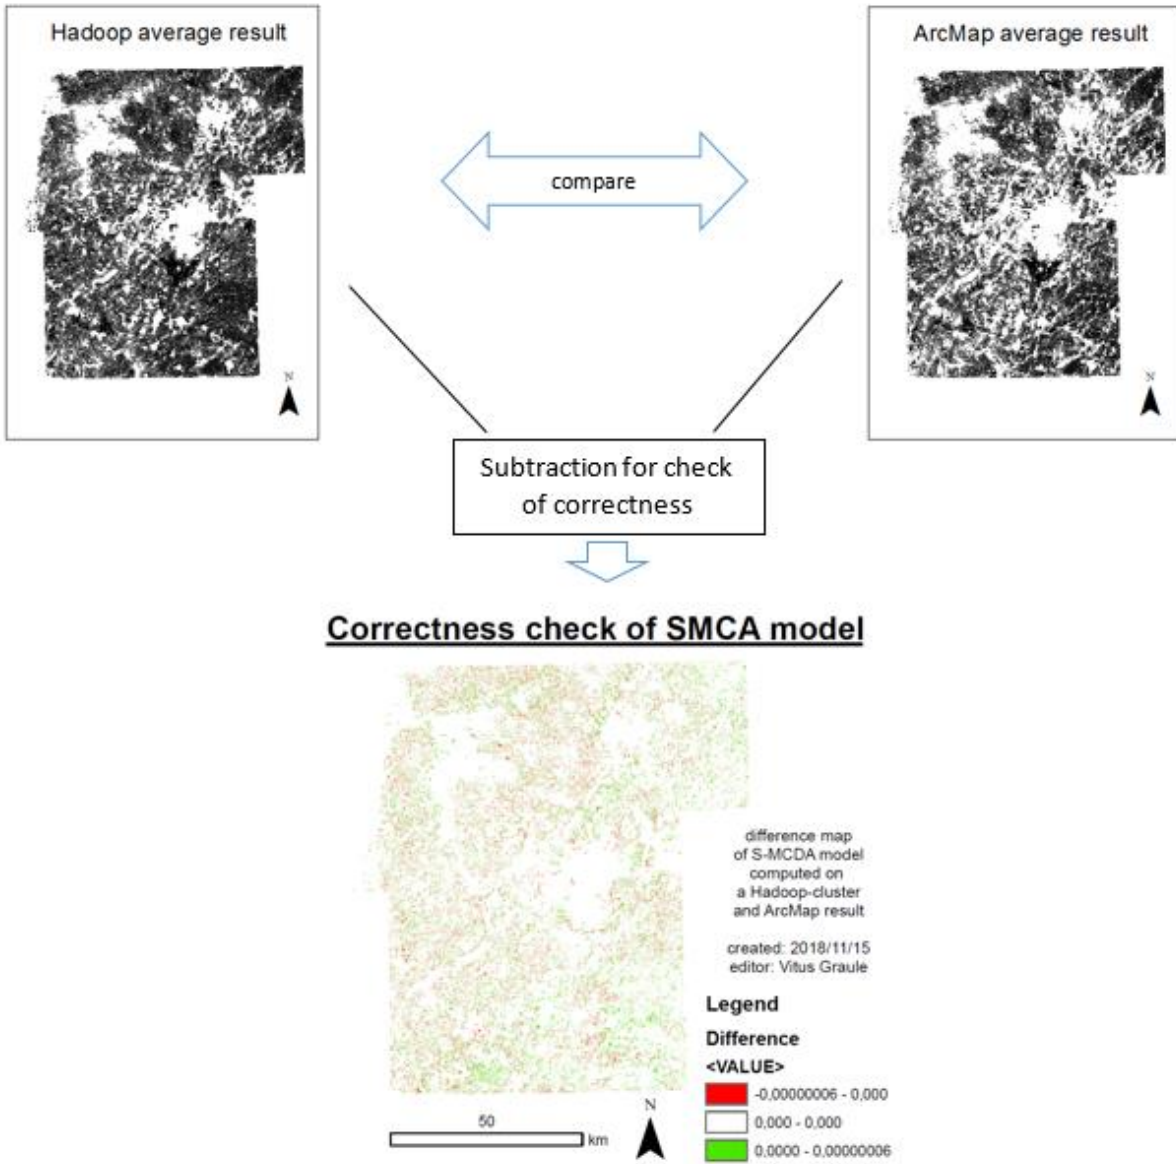 Hadoop average result
ArcMap average result
compare
N
N
Subtraction for check
of correctness
Correctness check of SMCA model
difference map
of S-MCDA model
computed on
a Hadoop-cluster
and ArcMap result
created: 2018/11/15
editor: Vitus Graule
Legend
Difference
<VALUE>
-0,00000006 - 0,000
0,000 - 0,000
0,0000 - 0,00000006
50
km
N